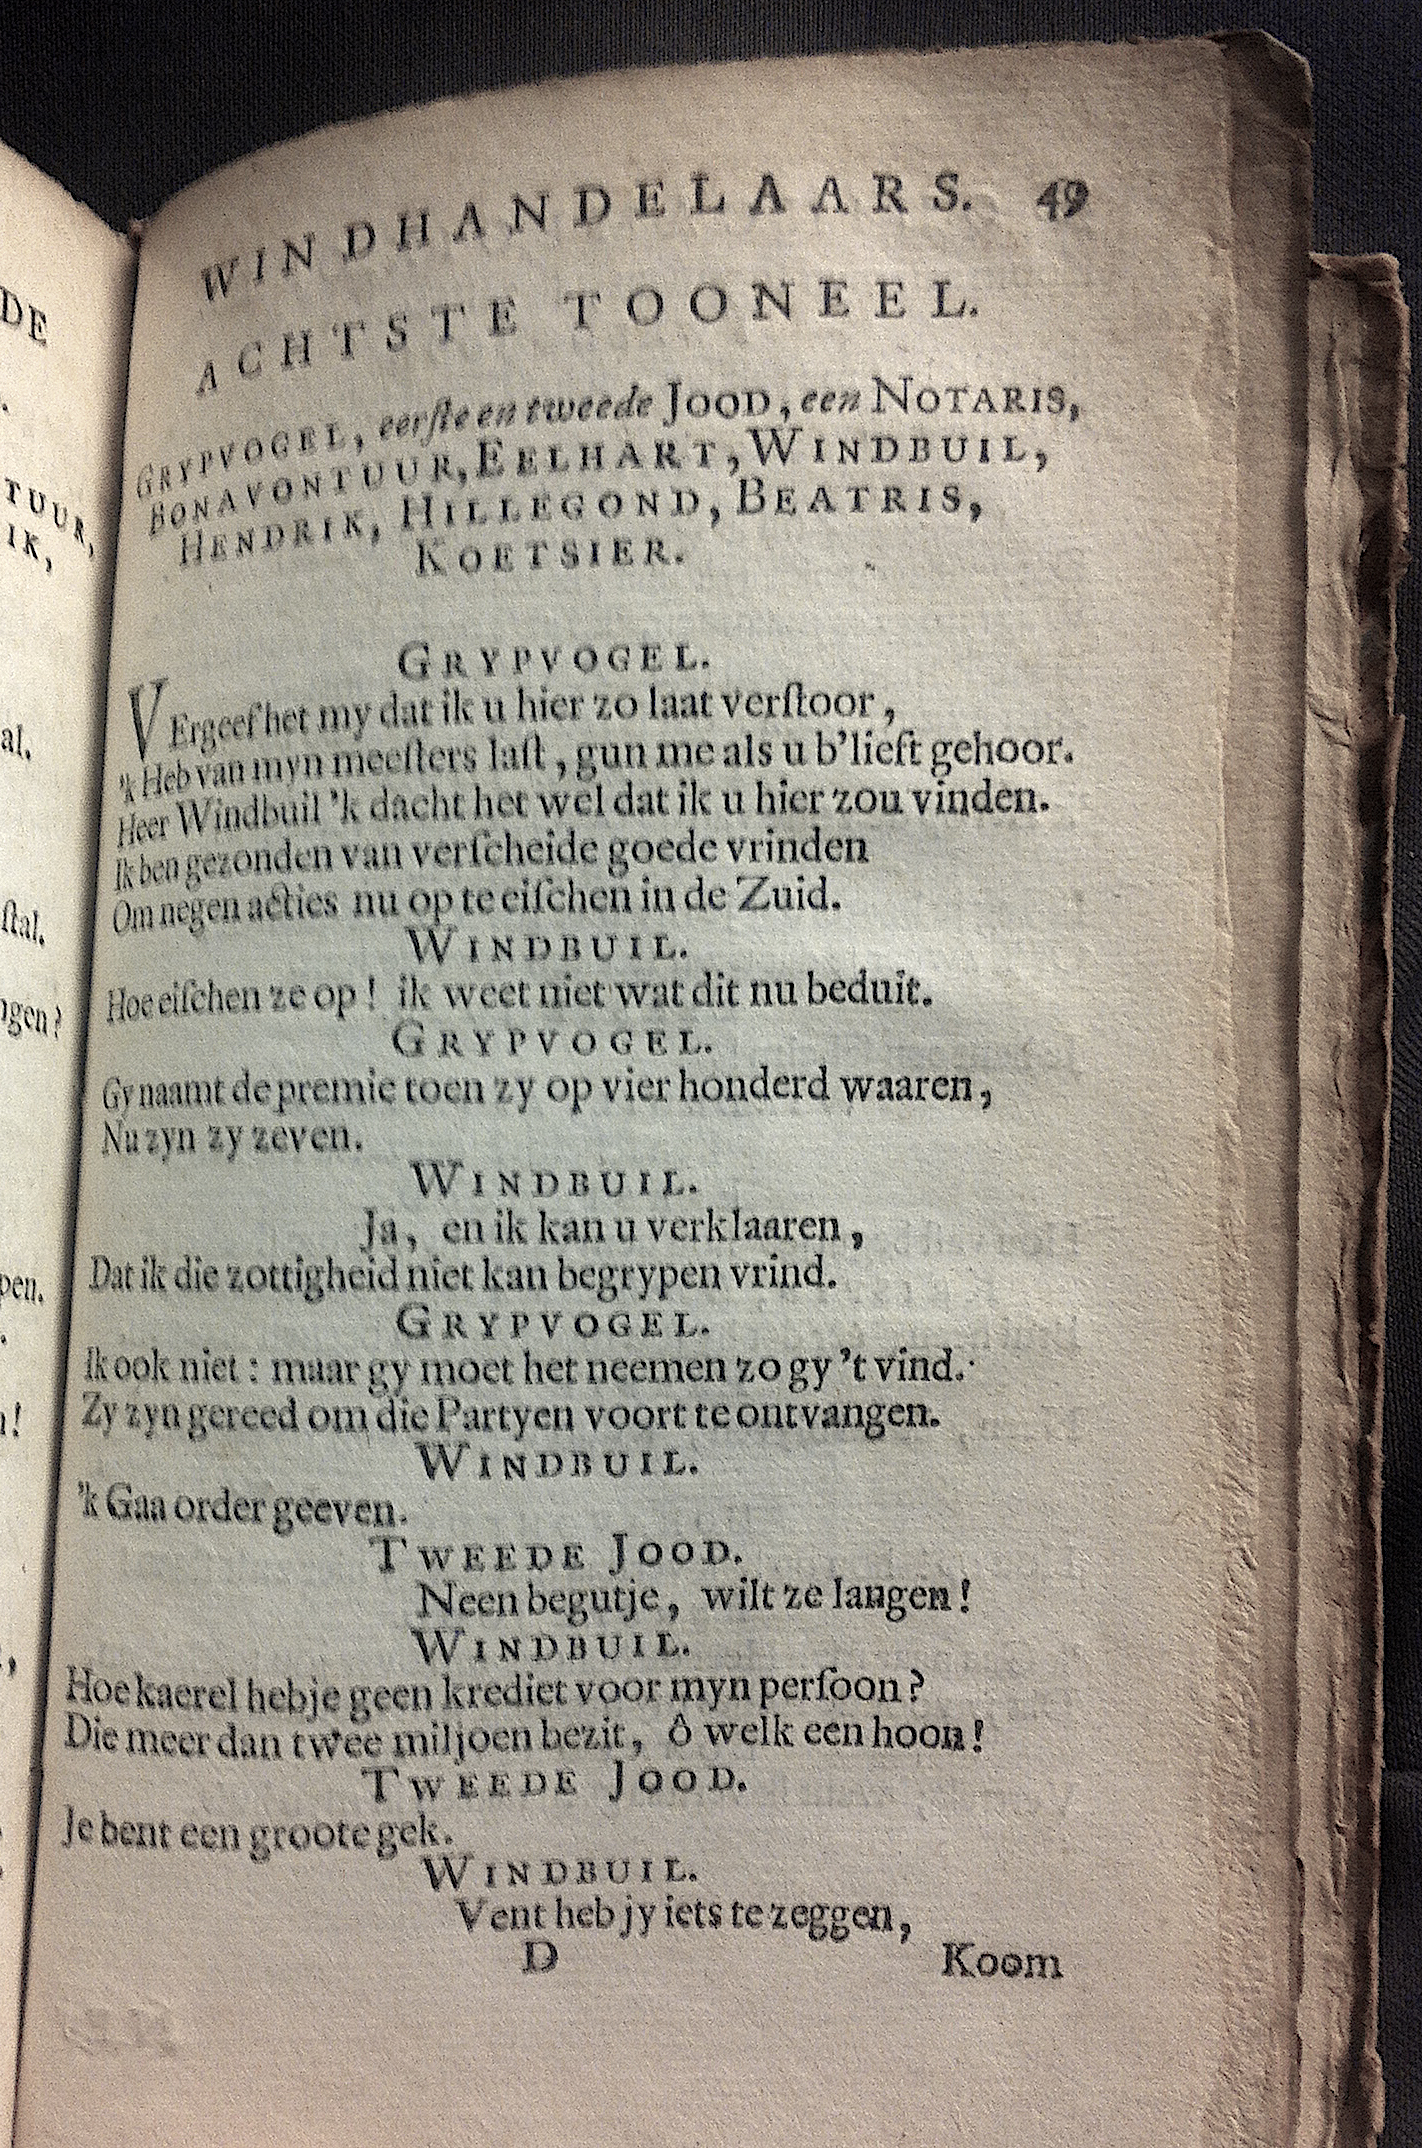 WINDHANDELAARS. 49
ACHTSTE TOONEEL.
GRYPVOGEL, eerſte en tweede JOOD, een NOTARIS,
BONAVONTUUR, EELHART, WINDBUIL,
HENDRIK, HILLEGOND, BEATRIS,
KOETSIER.
GRYPVOGEL.
VErgeef het my dat ik u hier zo laat verſtoor,
'k Heb van myn meeſters laſt, gun me als u b'lieft gehoor.
Heer Windbuil 'k dacht het wel dat ik u hier zou vinden.
Ik ben gezonden van verſcheide goede vrinden
Om negen acties nu op te eiſchen in de Zuid.
WINDBUIL.
Hoe eiſchen ze op! ik weet niet wat dit nu beduit.
GRYPVOGEL.
Gy naamt de premie toen zy op vier honderd waaren,
Nu zyn zy zeven.
WINDBUIL.
Ja, en ik kan u verklaaren,
Dat ik die zottigheid niet kan begrypen vrind.
GRYPVOGEL.
Ik ook niet: maar gy moet het neemen zo gy 't vind.
Zy zyn gereed om die Partyen voort te ontvangen.
WINDBUIL.
'k Gaa order geeven.
TWEEDE JOOD.
Neen begutje, wilt ze langen!
WINDBUIL.
Hoe kaerel hebje geen krediet voor myn perſoon?
Die meer dan twee miljoen bezit, ô welk een hoon!
TWEEDE JOOD.
Je bent een groote gek.
WINDBUIL.
Vent heb jy iets te zeggen,
D Koom
DE
TUUR,
IK,
al.
ſtal.
ngen?
pen.